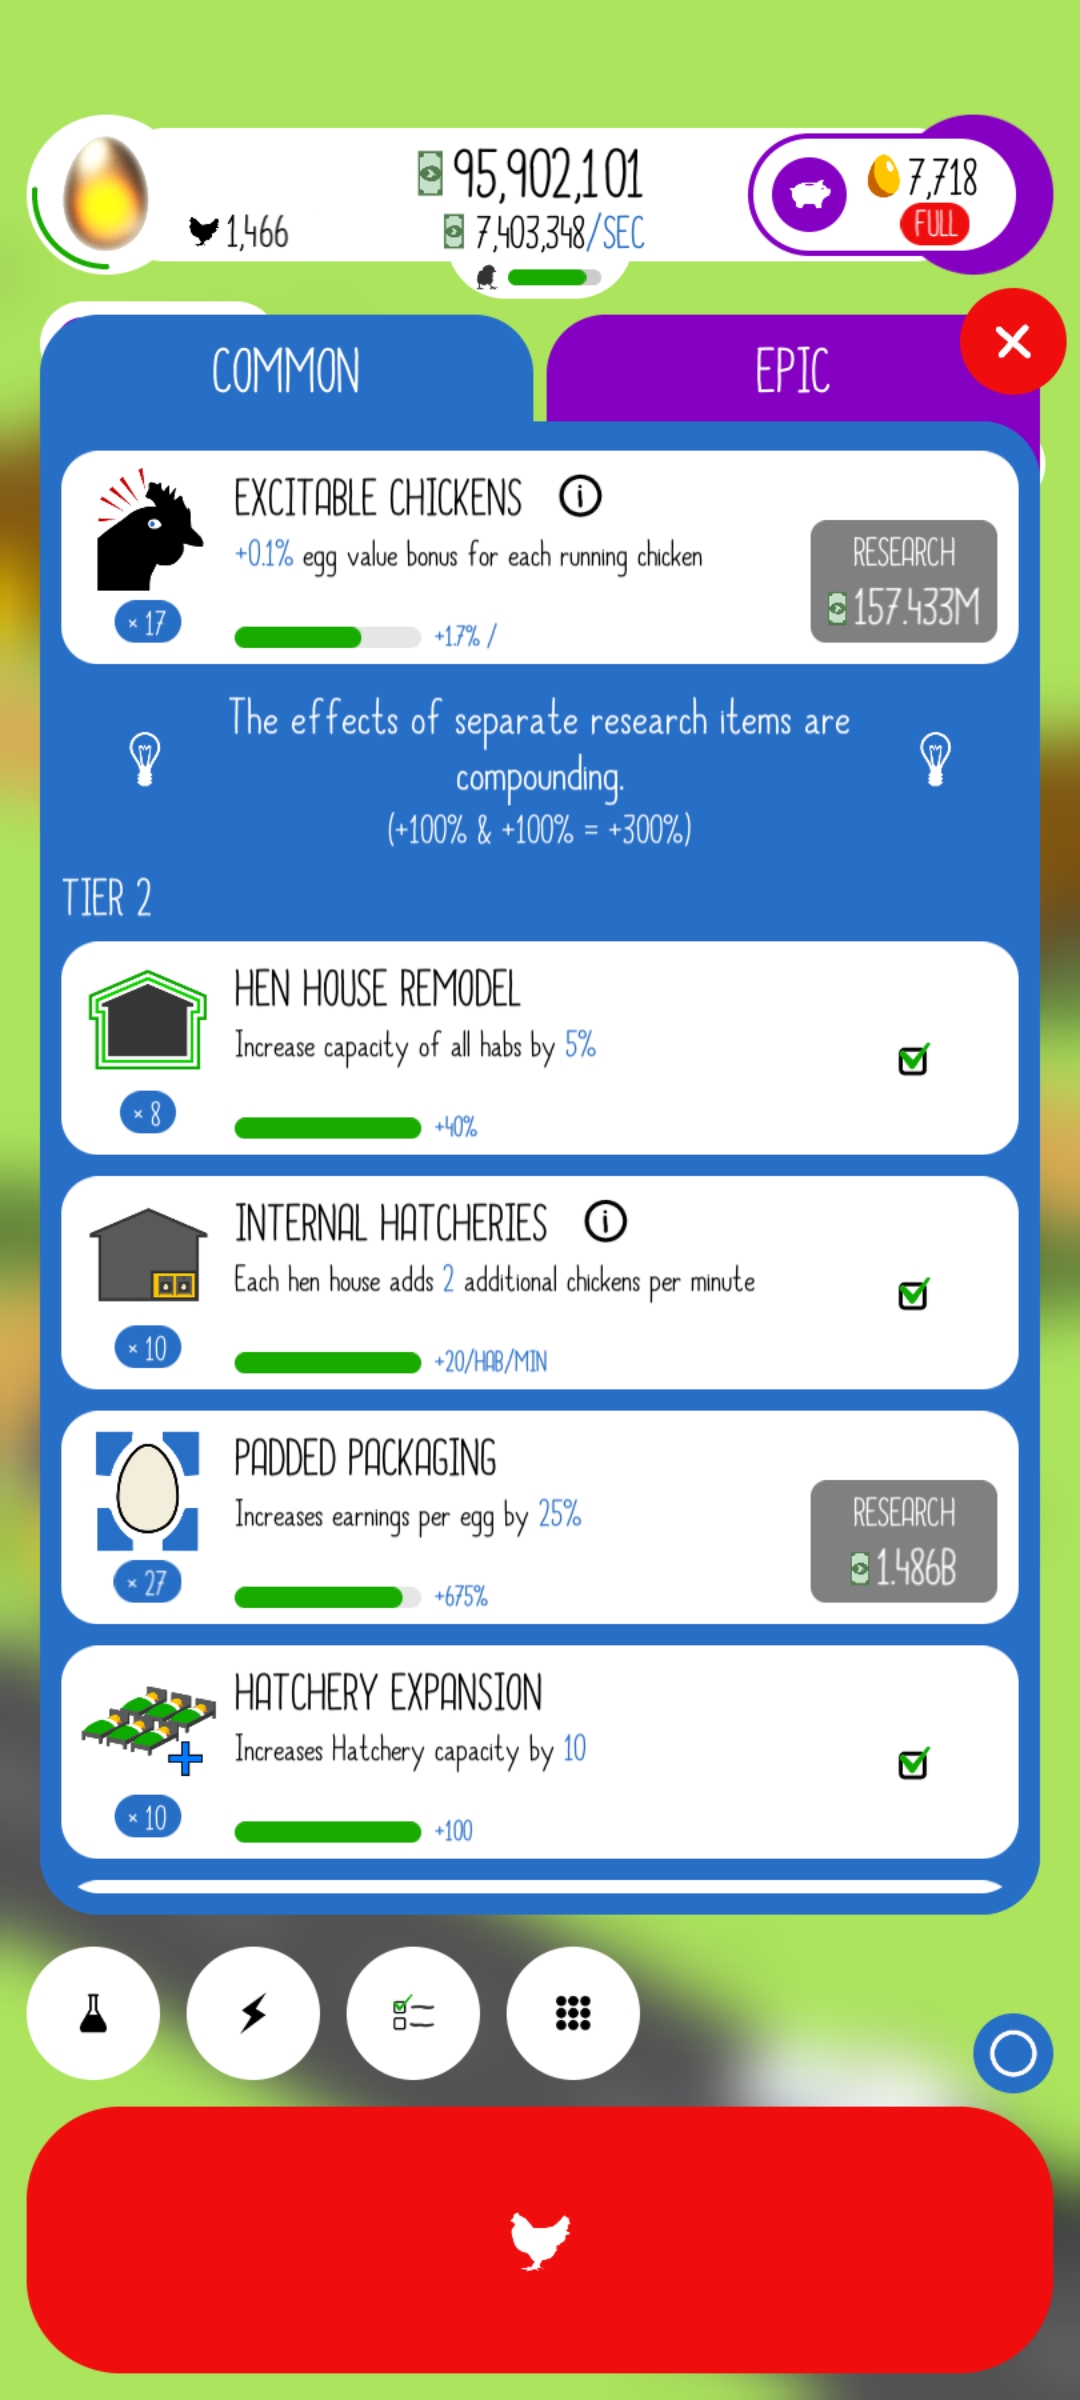 95,902,101
7,718
1,466
7,403,348/SEC
FULL
COMMON
EPIC
EXCITABLE CHICKENS
+0.1% egg value bonus for each running chicken
RESEARCH
157.433M
× 17
+1.7% /
The effects of separate research items are
compounding.
(+100% & +100% = +300%)
TIER 2
HEN HOUSE REMODEL
Increase capacity of all habs by 5%
× 8
+40%
INTERNAL HATCHERIES
Each hen house adds 2 additional chickens per minute
× 10
+20/HAB/MIN
PADDED PACKAGING
Increases earnings per egg by 25%
RESEARCH
1.486B
× 27
+675%
HATCHERY EXPANSION
Increases Hatchery capacity by 10
× 10
+100